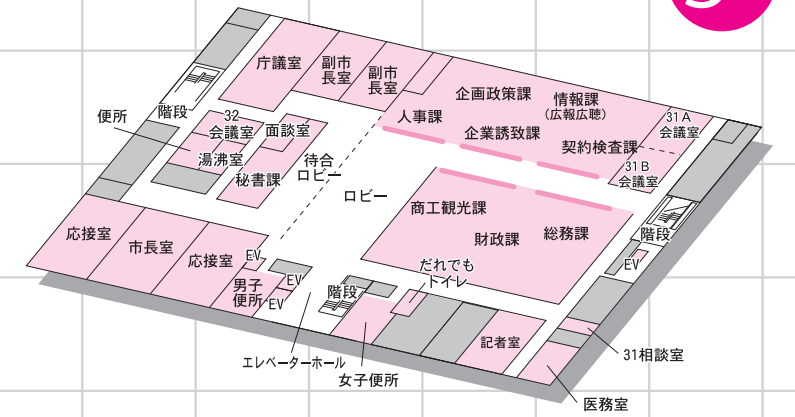 庁議室
副市
長室
副市
長室
企画政策課
情報課
(広報広聴)
人事課
企業誘致課
契約検査課
31A
会議室
31B
会議室
階段
便所
32
会議室
面談室
湯沸室
秘書課
待合
ロビー
ロビー
商工観光課
財政課
総務課
階段
EV
応接室
市長室
応接室
EV
男子
便所
EV
EV
階段
だれでも
トイレ
エレベーターホール
女子便所
記者室
31相談室
医務室